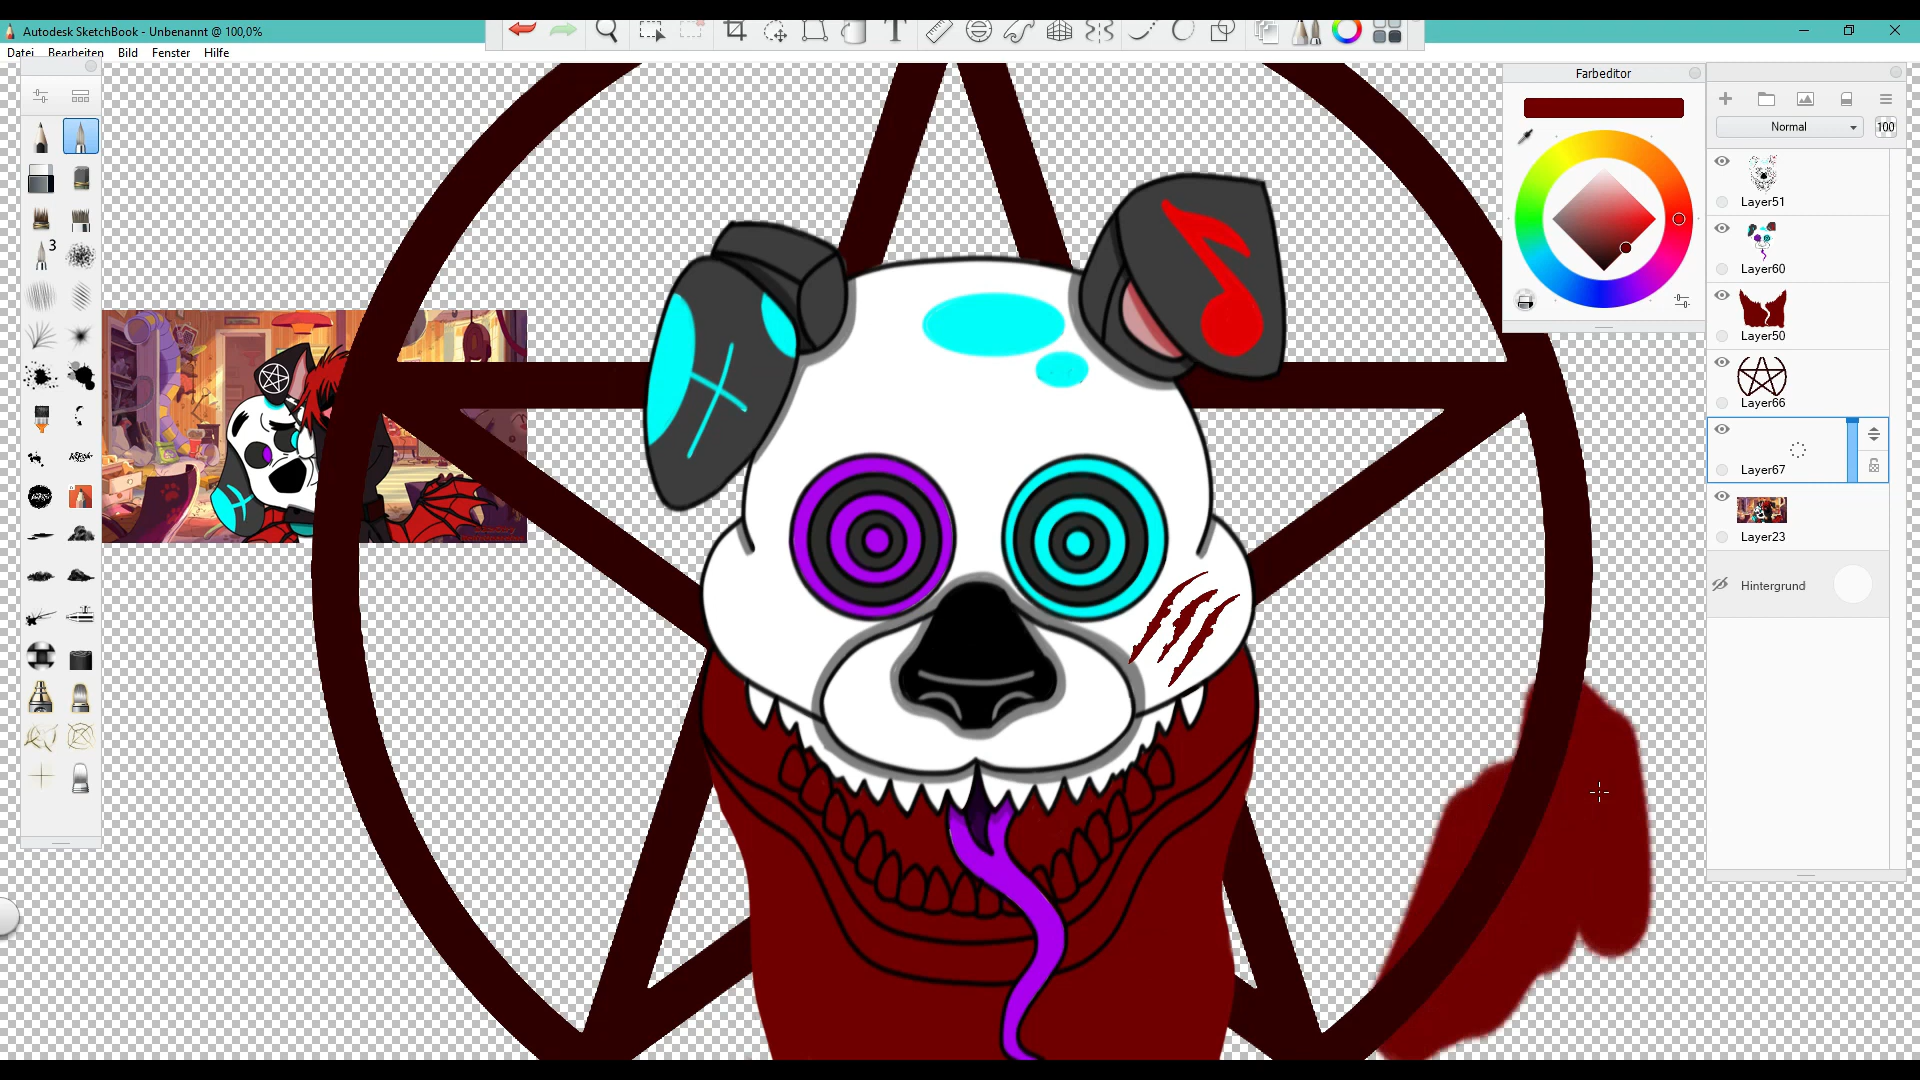 Autodesk SketchBook - Unbenannt @ 100,0%
Datei Bearbeiten Bild Fenster Hilfe
T
3
Farbeditor
Normal 100
Layer51
Layer60
Layer50
Layer66
Layer67
Layer23
Hintergrund